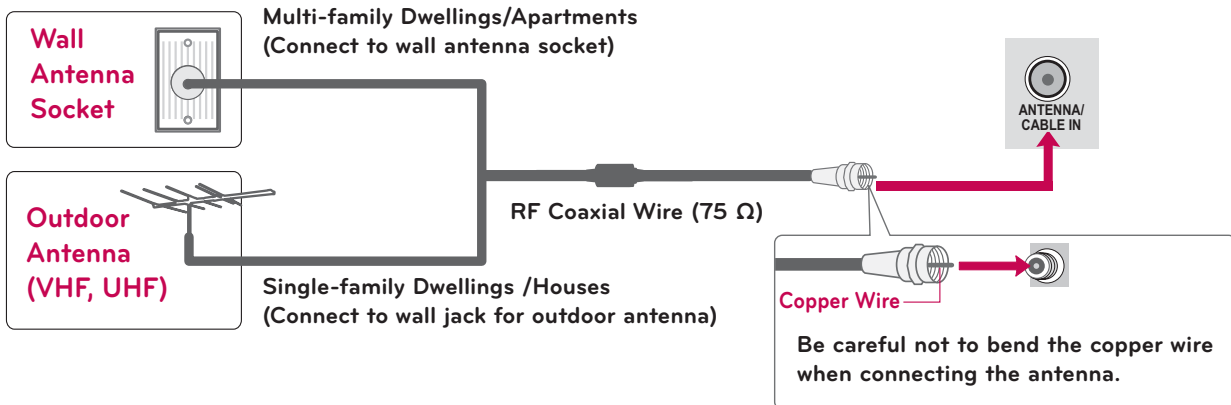 Multi-family Dwellings/Apartments
(Connect to wall antenna socket)
Wall
Antenna
Socket
ANTENNA/
CABLE IN
RF Coaxial Wire (75 Ω)
Outdoor
Antenna
(VHF, UHF)
Single-family Dwellings /Houses
(Connect to wall jack for outdoor antenna)
Copper Wire
Be careful not to bend the copper wire
when connecting the antenna.